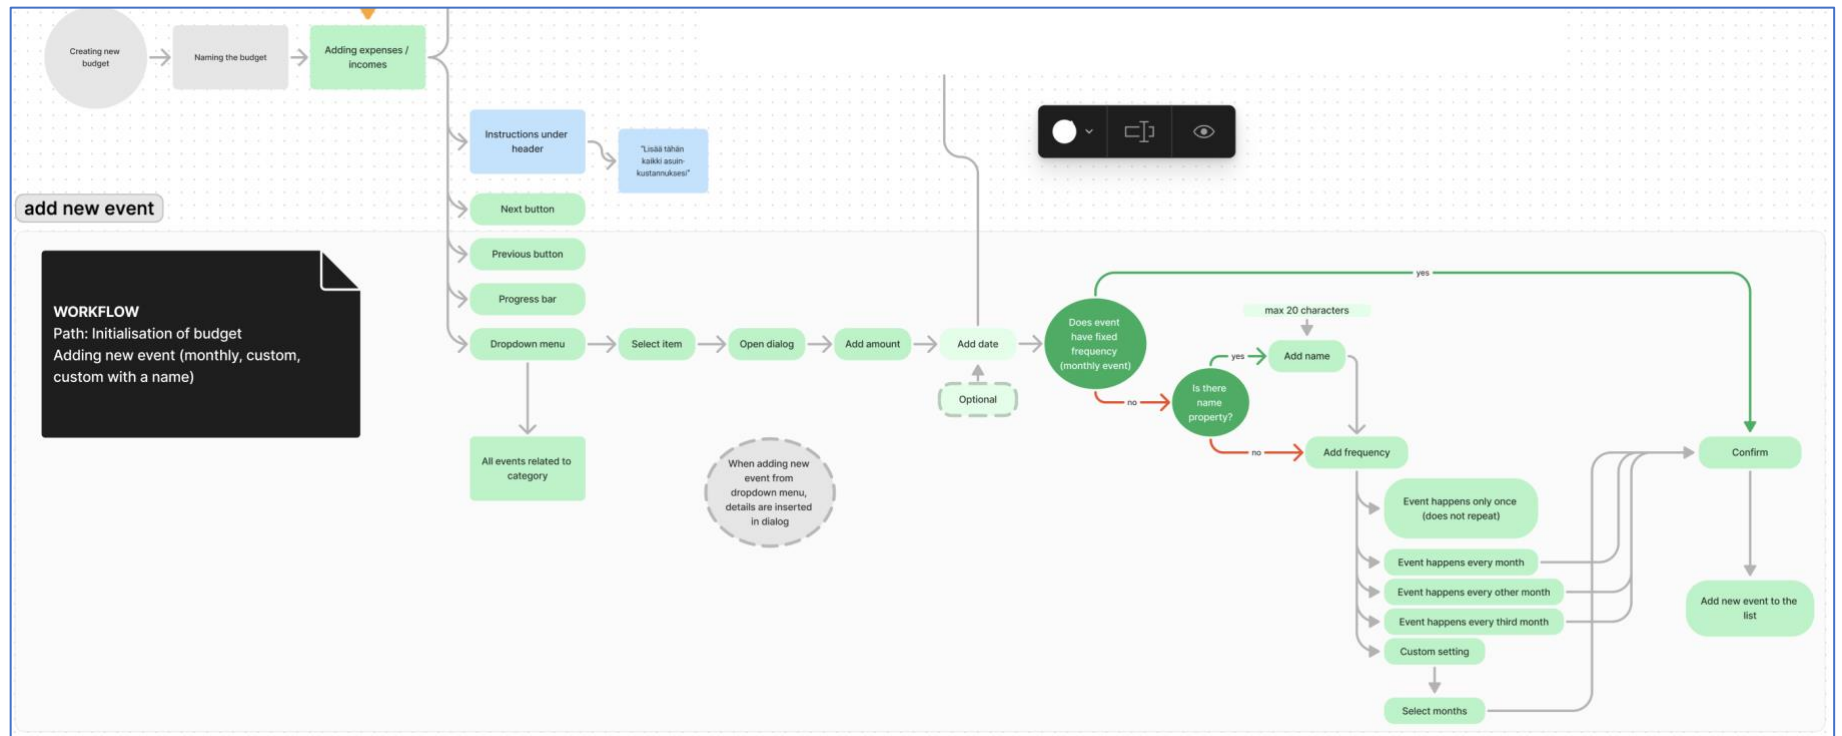 Creating new
budget
Naming the budget
Adding expenses /
incomes
Instructions under
header
"Lisää tähän
kaikki asuin-
kustannuksesi"
Next button
add new event
Previous button
Progress bar
WORKFLOW
Path: Initialisation of budget
Adding new event (monthly, custom,
custom with a name)
Dropdown menu
Select item
Open dialog
Add amount
Add date
Optional
Does event
have fixed
frequency
(monthly event)
yes
no
Is there
name
property?
yes
no
max 20 characters
Add name
Add frequency
All events related to
category
When adding new
event from
dropdown menu,
details are inserted
in dialog
Event happens only once
(does not repeat)
Event happens every month
Event happens every other month
Event happens every third month
Custom setting
Select months
Confirm
Add new event to the
list